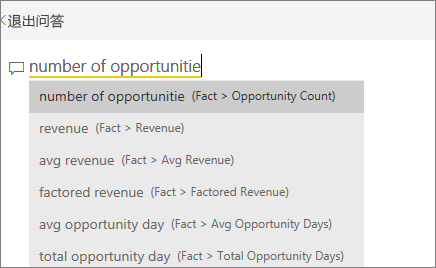 退出问答
number of opportunitie
number of opportunitie (Fact > Opportunity Count)
revenue (Fact > Revenue)
avg revenue (Fact > Avg Revenue)
factored revenue (Fact > Factored Revenue)
avg opportunity day (Fact > Avg Opportunity Days)
total opportunity day (Fact > Total Opportunity Days)